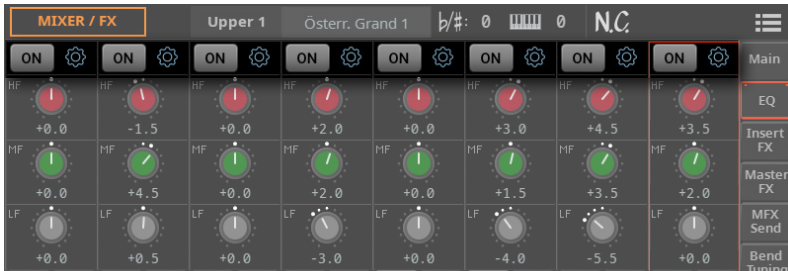 MIXER / FX Upper 1 Österr. Grand 1 ♭/♯: 0 0 N.C.
ON ON ON ON ON ON ON ON Main
HF HF HF HF HF HF HF HF EQ
+0.0 -1.5 +0.0 +2.0 +0.0 +3.0 +4.5 +3.5
Insert
FX
MF MF MF MF MF MF MF MF
+0.0 +4.5 +0.0 +2.0 +0.0 +1.5 +3.5 +2.0
Master
FX
LF LF LF LF LF LF LF LF
MFX
Send
+0.0 +0.5 +0.0 -3.0 +0.0 -4.0 -5.5 +0.0
Bend
Tuning